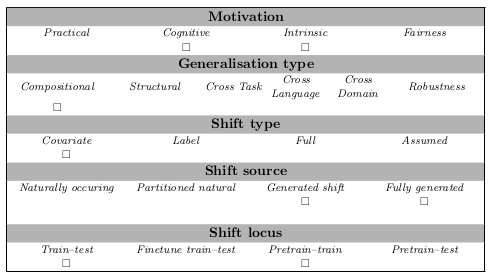 Motivation
Practical Cognitive Intrinsic Fairness
□ □
Generalisation type
Compositional Structural Cross Task Cross Language Cross Domain Robustness
□
Shift type
Covariate Label Full Assumed
□
Shift source
Naturally occuring Partitioned natural Generated shift Fully generated
□ □
Shift locus
Train–test Finetune train–test Pretrain–train Pretrain–test
□ □